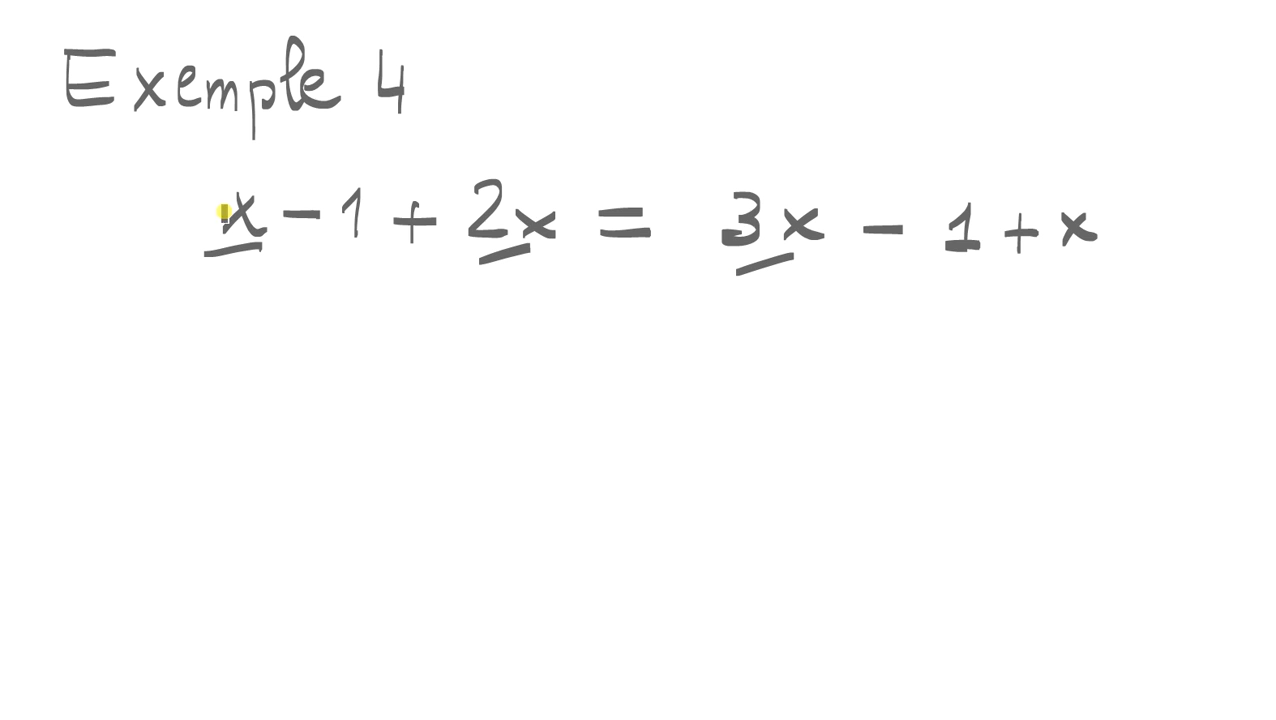 Exemple 4
x - 1 + 2x = 3x - 1 + x